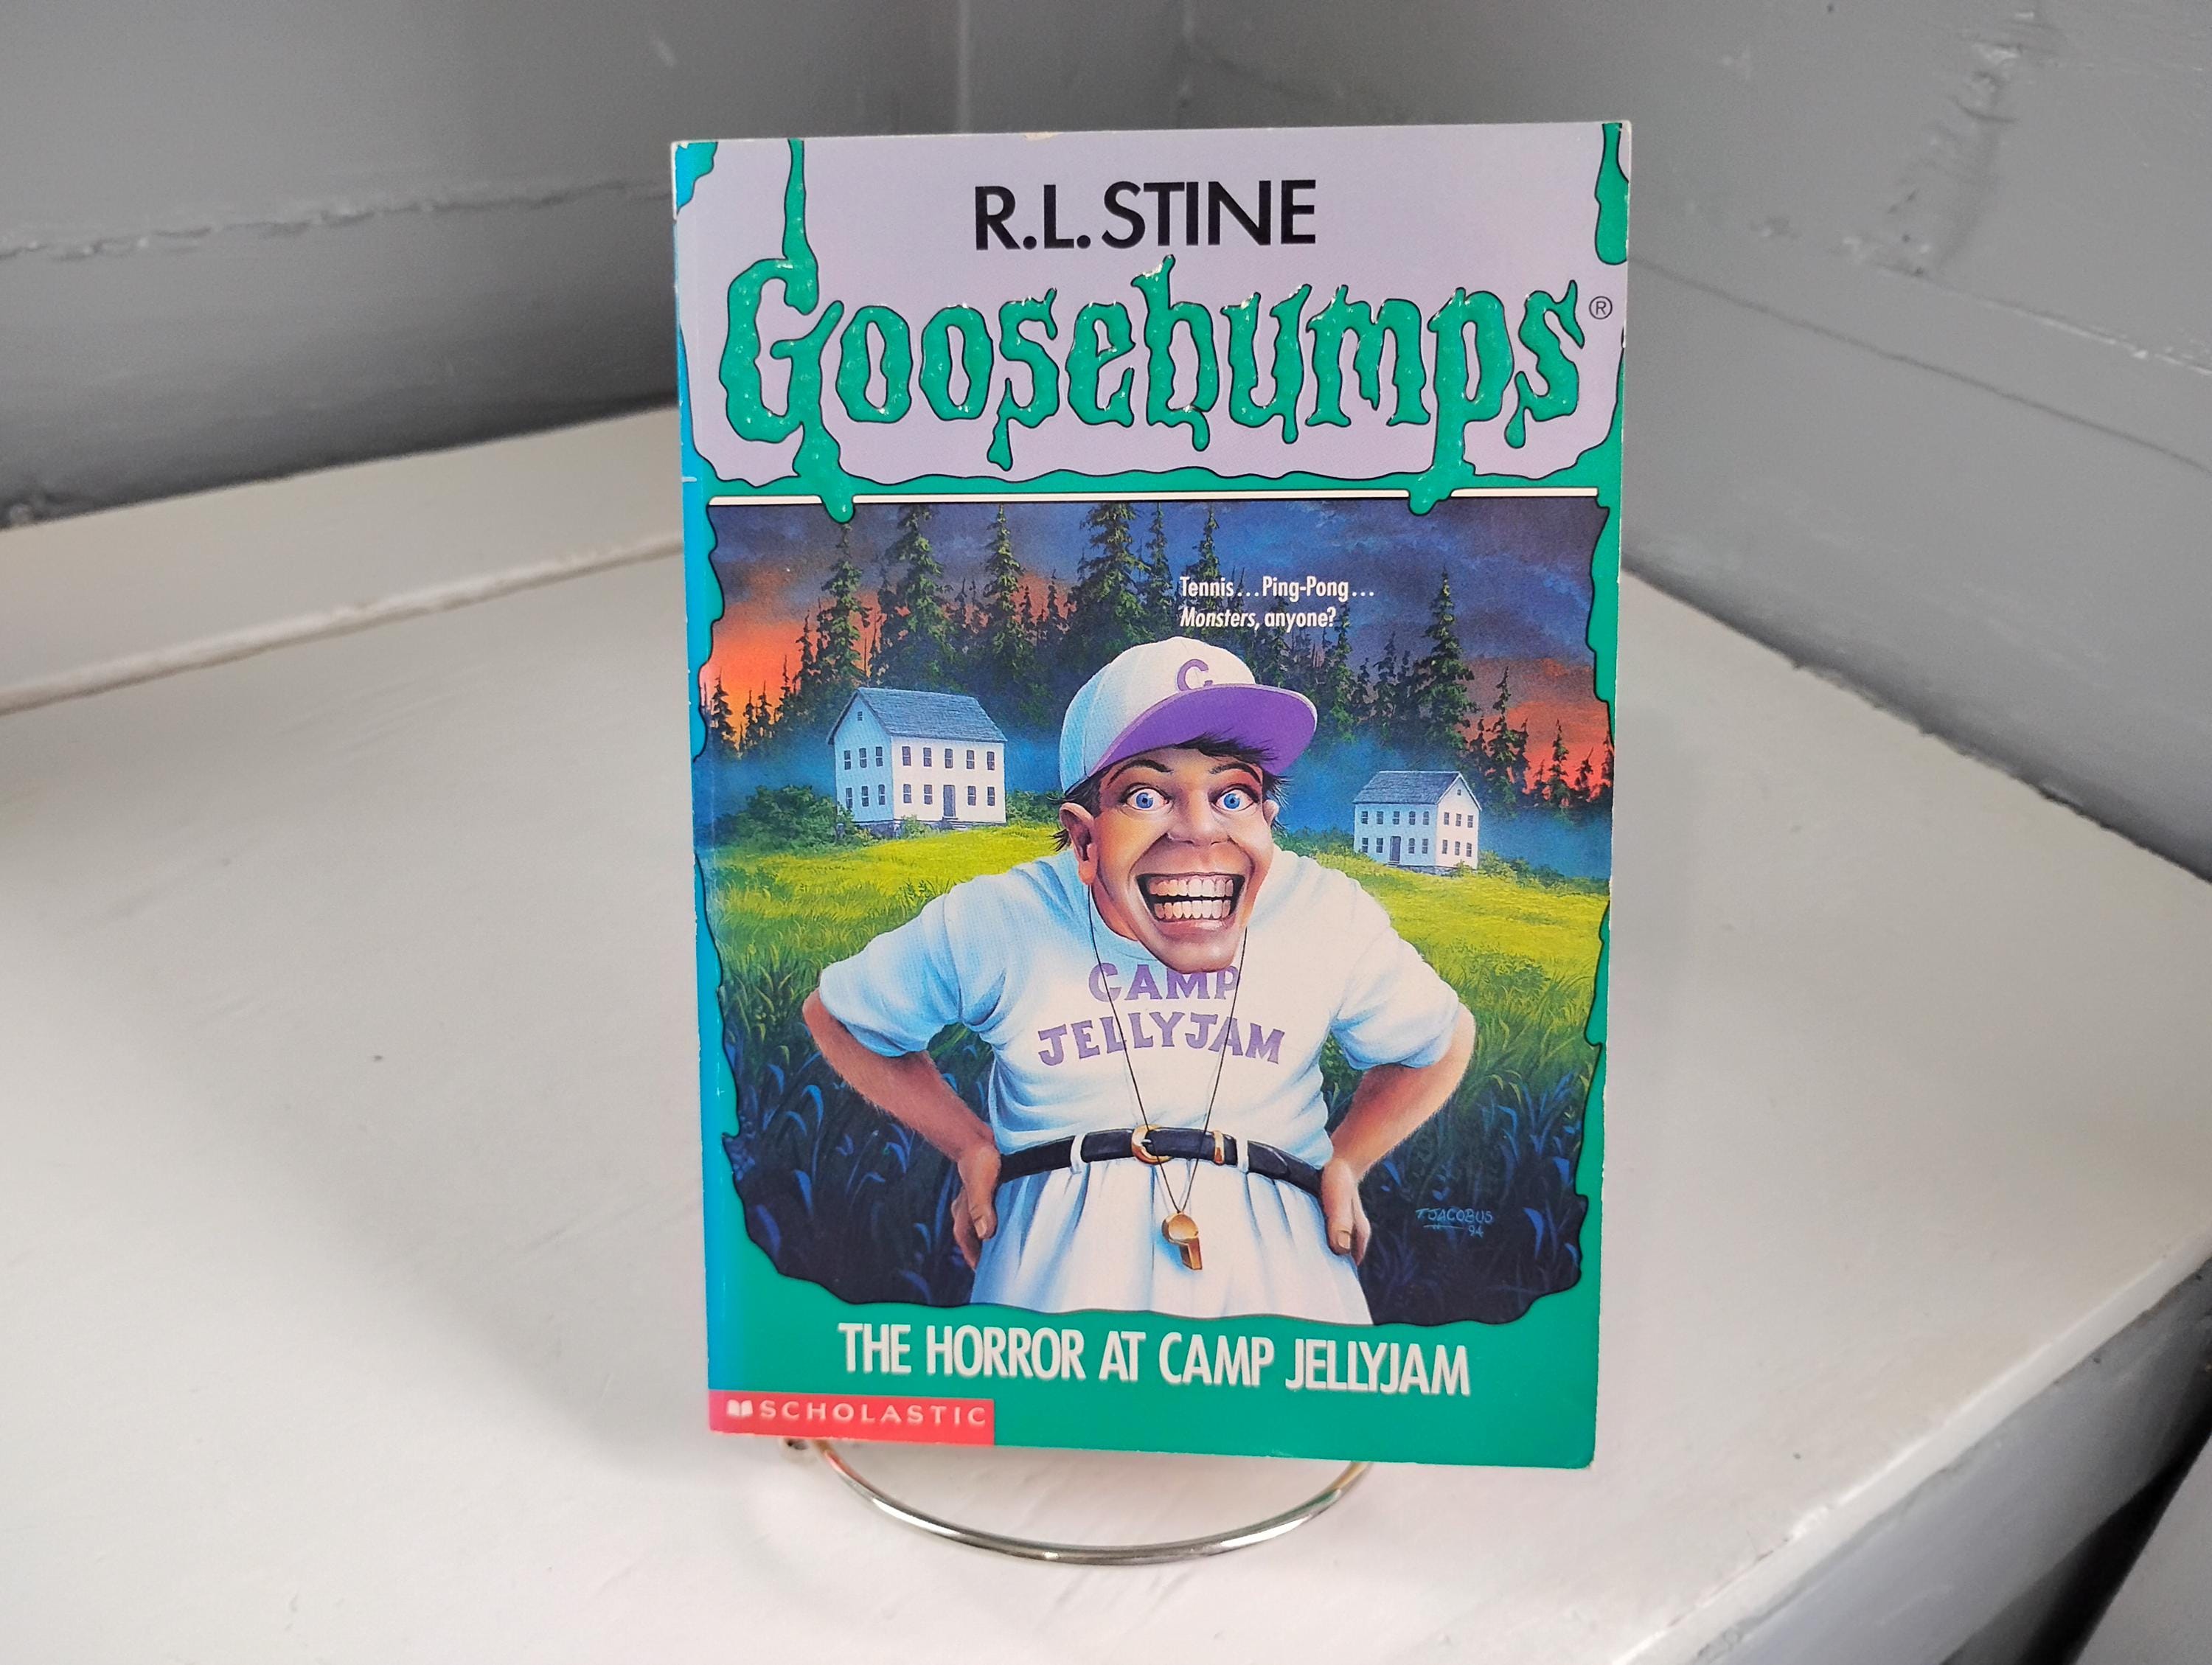 R.L. STINE
Goosebumps®
Tennis...Ping-Pong...
Monsters, anyone?
C
CAMP
JELLYJAM
T JACOBUS
94
THE HORROR AT CAMP JELLYJAM
SCHOLASTIC